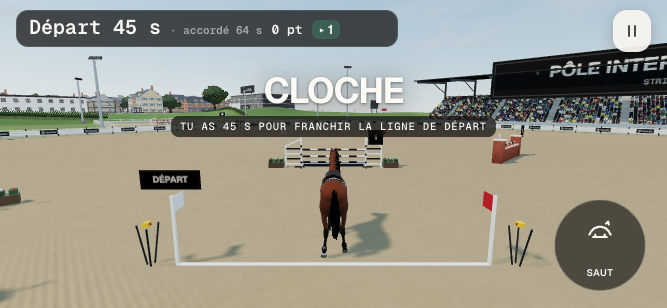 Départ 45 s · accordé 64 s 0 pt ▸1
PÔLE INTER
STRI
CLOCHE
TU AS 45 S POUR FRANCHIR LA LIGNE DE DÉPART
DÉPART
SAUT